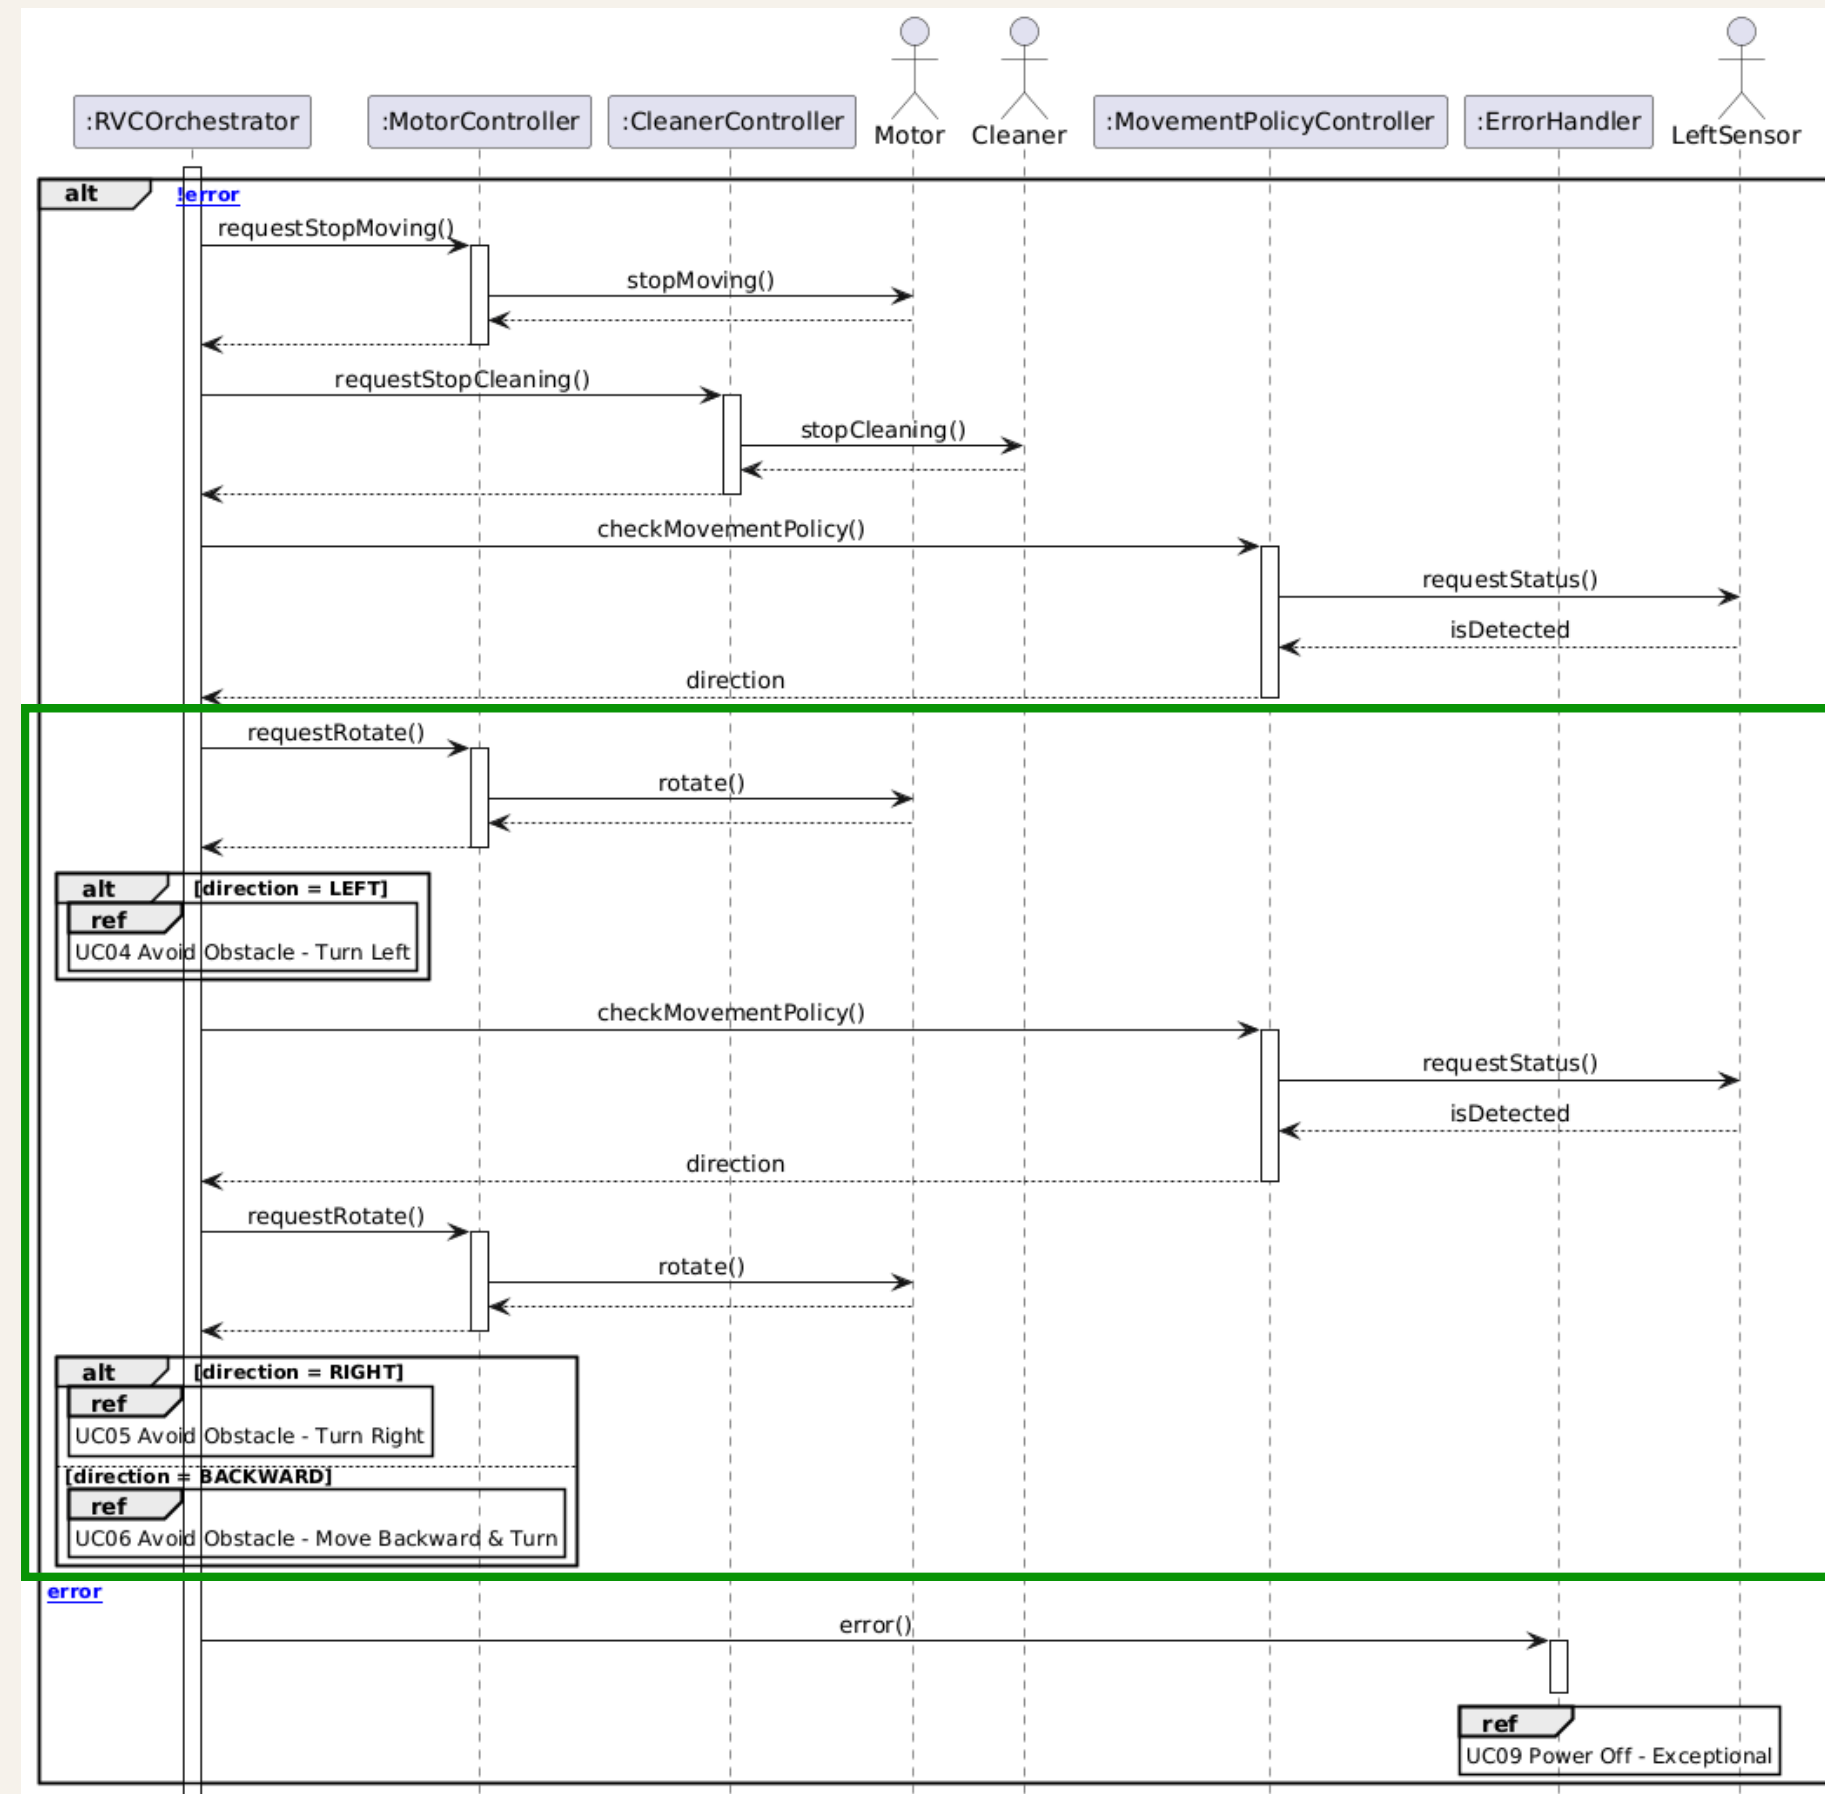 :RVCOrchestrator
:MotorController
:CleanerController
Motor
Cleaner
:MovementPolicyController
:ErrorHandler
LeftSensor
alt
!error
requestStopMoving()
stopMoving()
requestStopCleaning()
stopCleaning()
checkMovementPolicy()
requestStatus()
isDetected
direction
requestRotate()
rotate()
alt
[direction = LEFT]
ref
UC04 Avoid Obstacle - Turn Left
checkMovementPolicy()
requestStatus()
isDetected
direction
requestRotate()
rotate()
alt
[direction = RIGHT]
ref
UC05 Avoid Obstacle - Turn Right
[direction = BACKWARD]
ref
UC06 Avoid Obstacle - Move Backward & Turn
error
error()
ref
UC09 Power Off - Exceptional